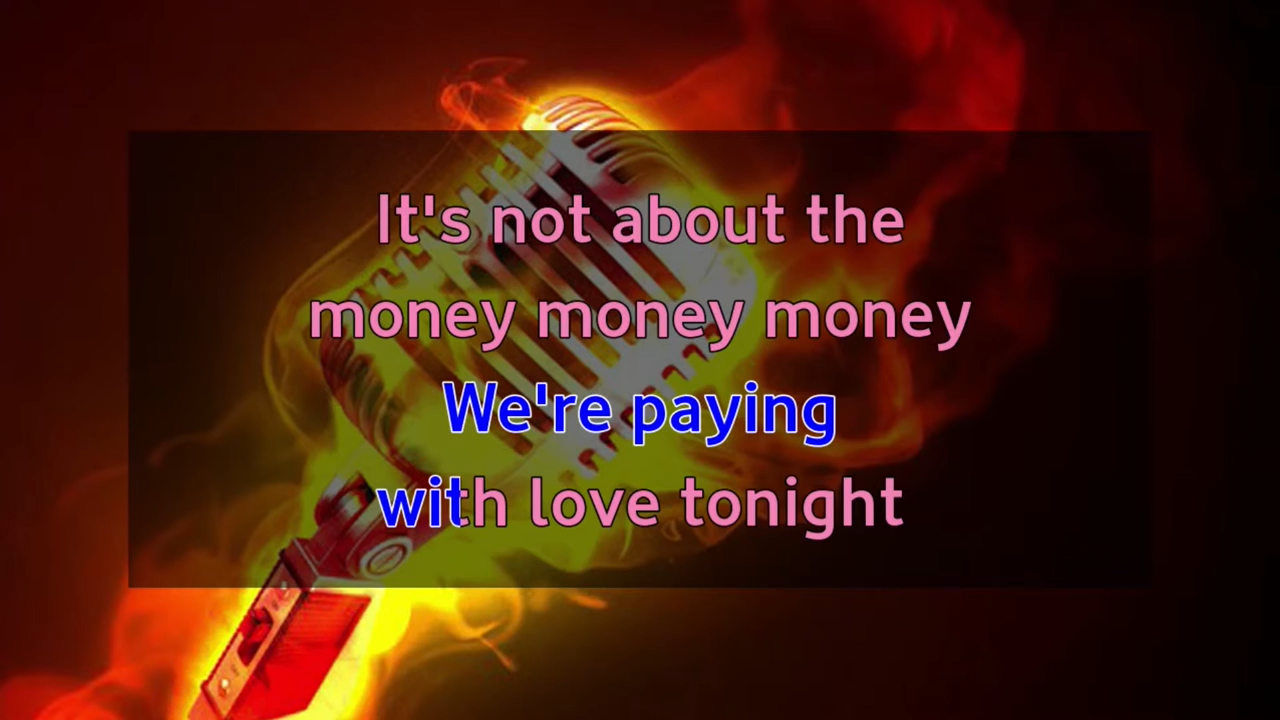 It's not about the
money money money
We're paying
with love tonight